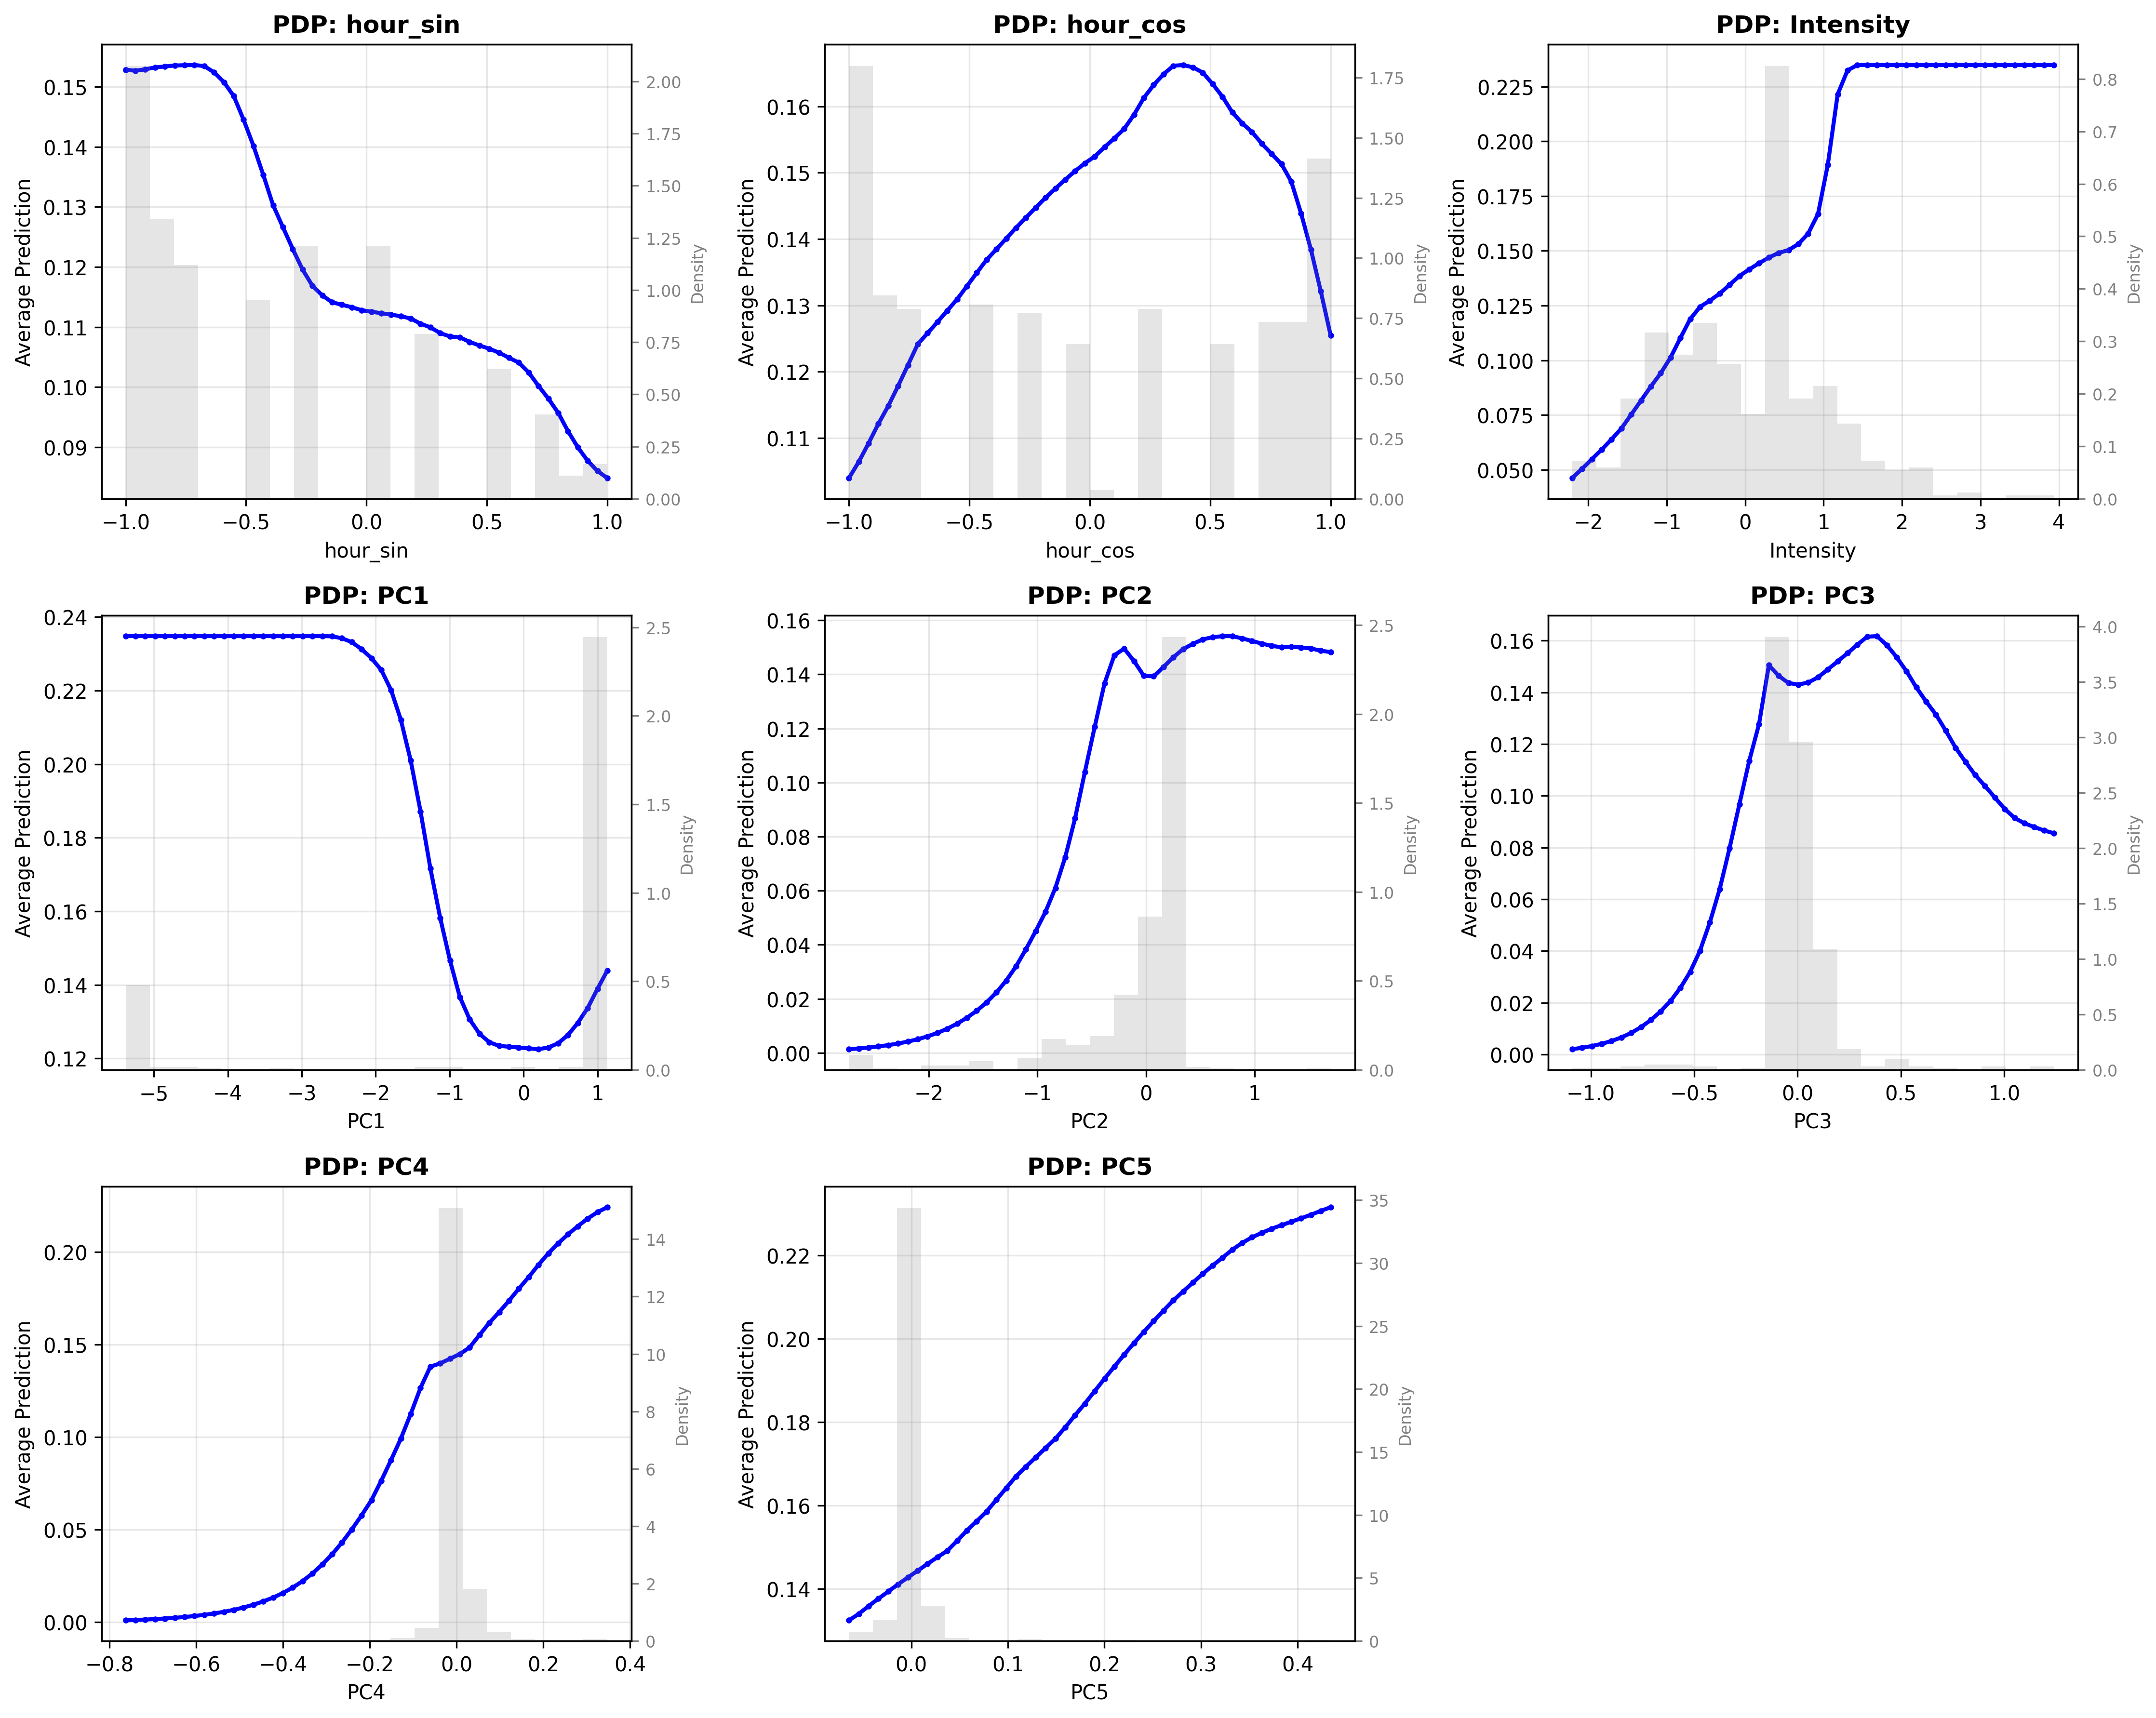 PDP: hour_sin
PDP: hour_cos
PDP: Intensity
Average Prediction
0.15
0.14
0.13
0.12
0.11
0.10
0.09
2.00
1.75
1.50
1.25
1.00
0.75
0.50
0.25
0.00
Density
−1.0 −0.5 0.0 0.5 1.0
hour_sin
Average Prediction
0.16
0.15
0.14
0.13
0.12
0.11
1.75
1.50
1.25
1.00
0.75
0.50
0.25
0.00
Density
−1.0 −0.5 0.0 0.5 1.0
hour_cos
Average Prediction
0.225
0.200
0.175
0.150
0.125
0.100
0.075
0.050
0.8
0.7
0.6
0.5
0.4
0.3
0.2
0.1
0.0
Density
−2 −1 0 1 2 3 4
Intensity
PDP: PC1
PDP: PC2
PDP: PC3
Average Prediction
0.24
0.22
0.20
0.18
0.16
0.14
0.12
2.5
2.0
1.5
1.0
0.5
0.0
Density
−5 −4 −3 −2 −1 0 1
PC1
Average Prediction
0.16
0.14
0.12
0.10
0.08
0.06
0.04
0.02
0.00
2.5
2.0
1.5
1.0
0.5
0.0
Density
−2 −1 0 1
PC2
Average Prediction
0.16
0.14
0.12
0.10
0.08
0.06
0.04
0.02
0.00
4.0
3.5
3.0
2.5
2.0
1.5
1.0
0.5
0.0
Density
−1.0 −0.5 0.0 0.5 1.0
PC3
PDP: PC4
PDP: PC5
Average Prediction
0.20
0.15
0.10
0.05
0.00
14
12
10
8
6
4
2
0
Density
−0.8 −0.6 −0.4 −0.2 0.0 0.2 0.4
PC4
Average Prediction
0.22
0.20
0.18
0.16
0.14
35
30
25
20
15
10
5
0
Density
0.0 0.1 0.2 0.3 0.4
PC5